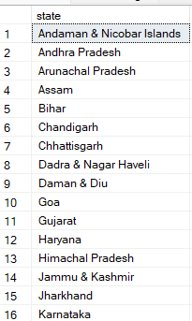 state
1 Andaman & Nicobar Islands
2 Andhra Pradesh
3 Arunachal Pradesh
4 Assam
5 Bihar
6 Chandigarh
7 Chhattisgarh
8 Dadra & Nagar Haveli
9 Daman & Diu
10 Goa
11 Gujarat
12 Haryana
13 Himachal Pradesh
14 Jammu & Kashmir
15 Jharkhand
16 Karnataka